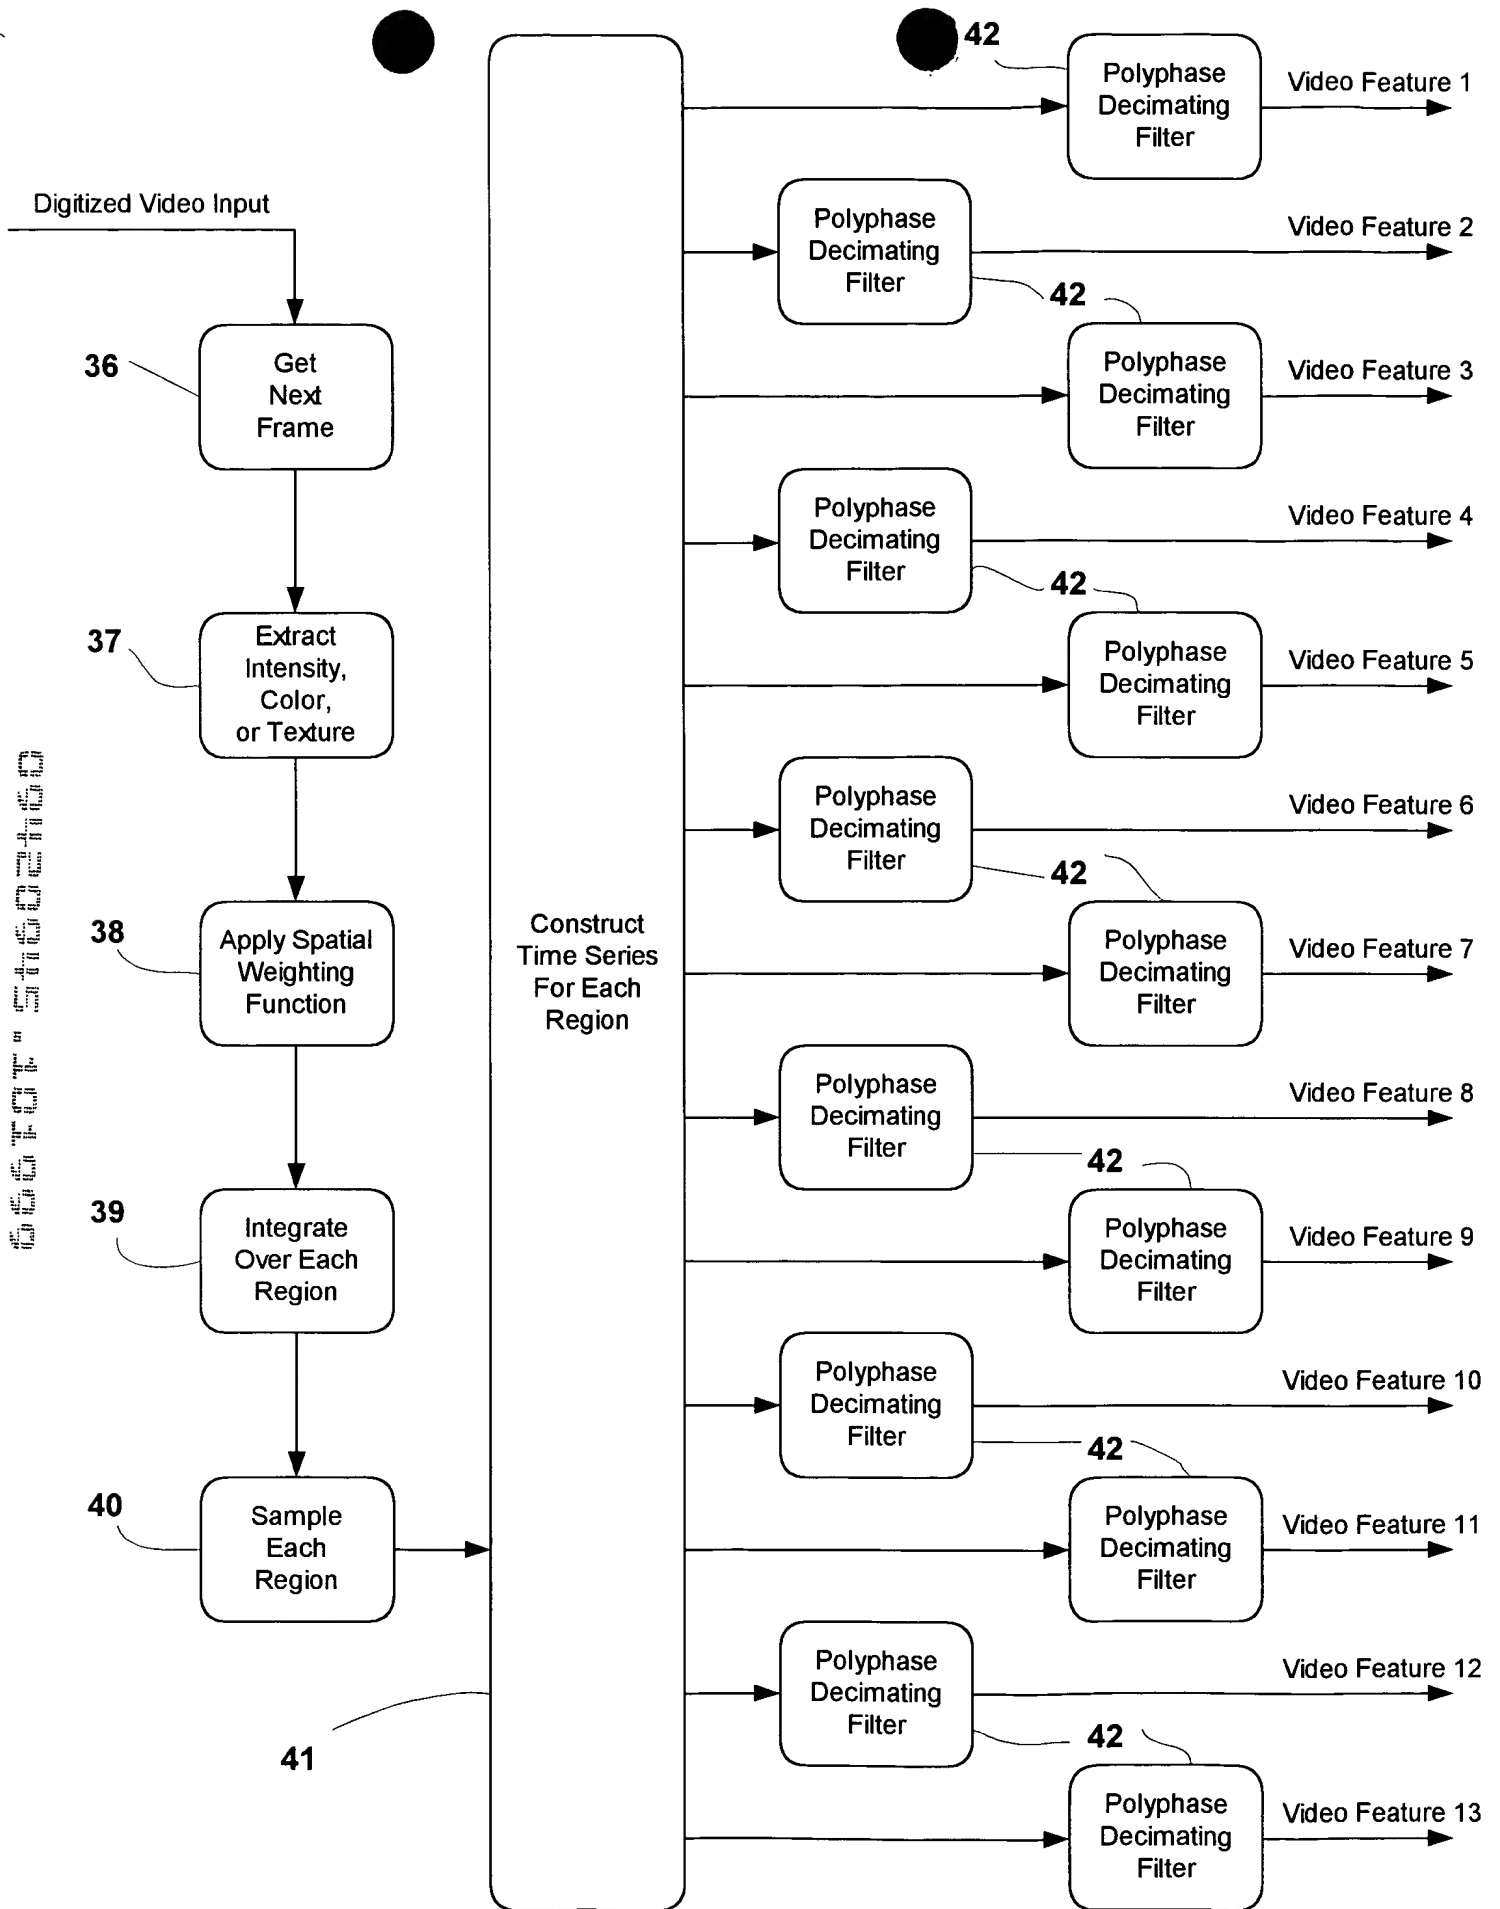 42
Polyphase
Decimating
Filter
Video Feature 1
Digitized Video Input
Polyphase
Decimating
Filter
Video Feature 2
42
36
Get
Next
Frame
Polyphase
Decimating
Filter
Video Feature 3
Polyphase
Decimating
Filter
Video Feature 4
42
37
Extract
Intensity,
Color,
or Texture
Polyphase
Decimating
Filter
Video Feature 5
Polyphase
Decimating
Filter
Video Feature 6
42
38
Apply Spatial
Weighting
Function
Construct
Time Series
For Each
Region
Polyphase
Decimating
Filter
Video Feature 7
Polyphase
Decimating
Filter
Video Feature 8
42
39
Integrate
Over Each
Region
Polyphase
Decimating
Filter
Video Feature 9
Polyphase
Decimating
Filter
Video Feature 10
42
40
Sample
Each
Region
Polyphase
Decimating
Filter
Video Feature 11
Polyphase
Decimating
Filter
Video Feature 12
42
41
Polyphase
Decimating
Filter
Video Feature 13